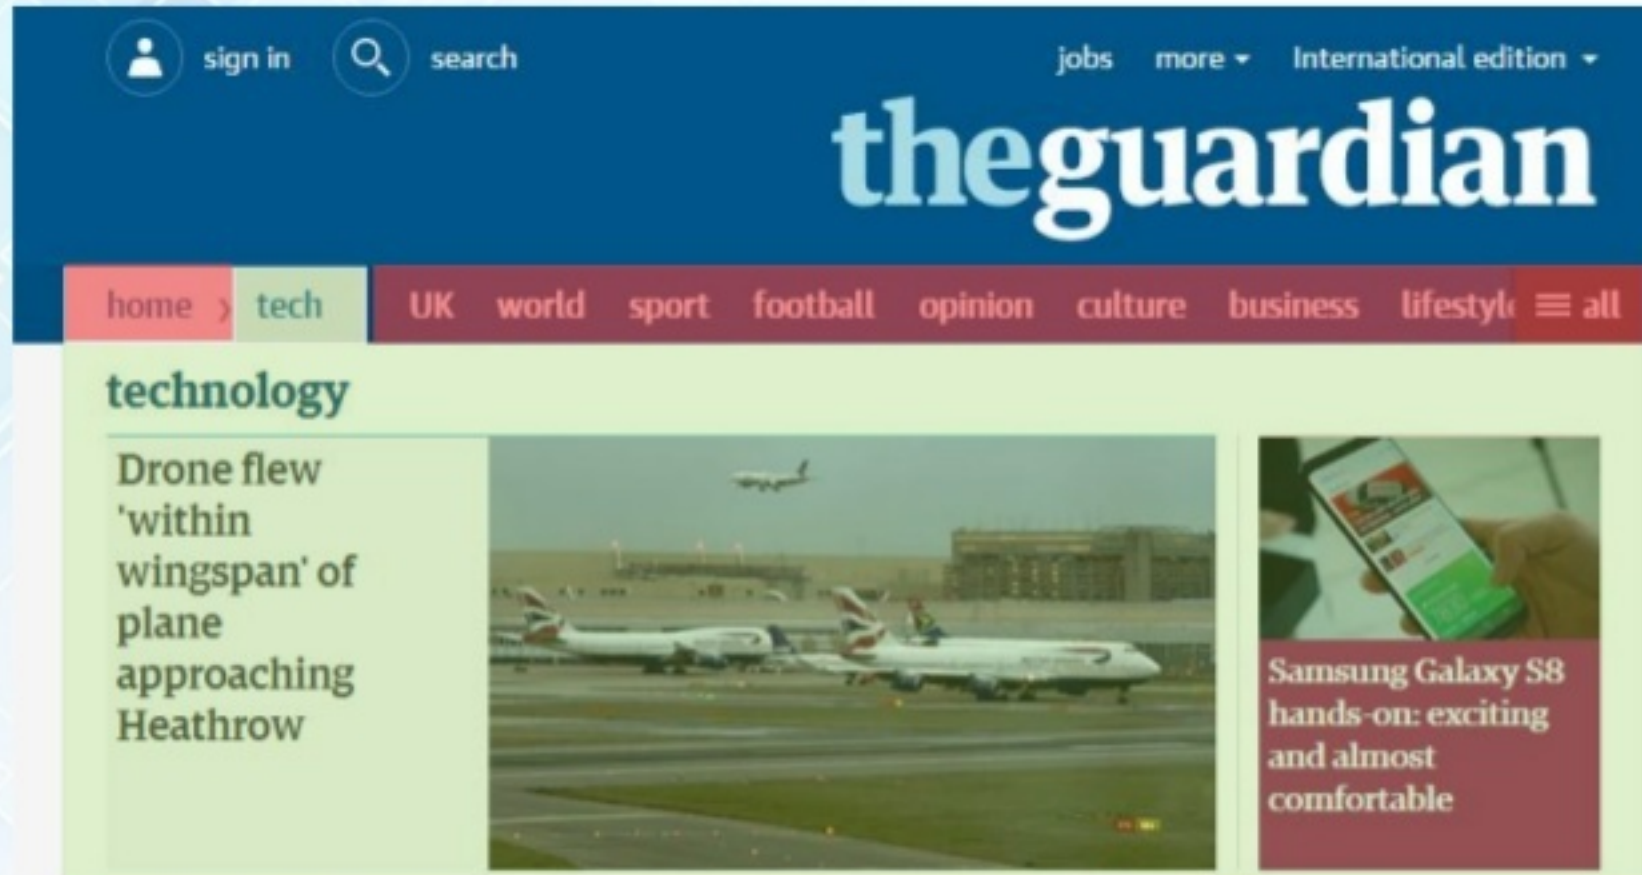 sign in search jobs more International edition
theguardian
home › tech UK world sport football opinion culture business lifestyl all
technology
Drone flew
'within
wingspan' of
plane
approaching
Heathrow
Samsung Galaxy S8
hands-on: exciting
and almost
comfortable